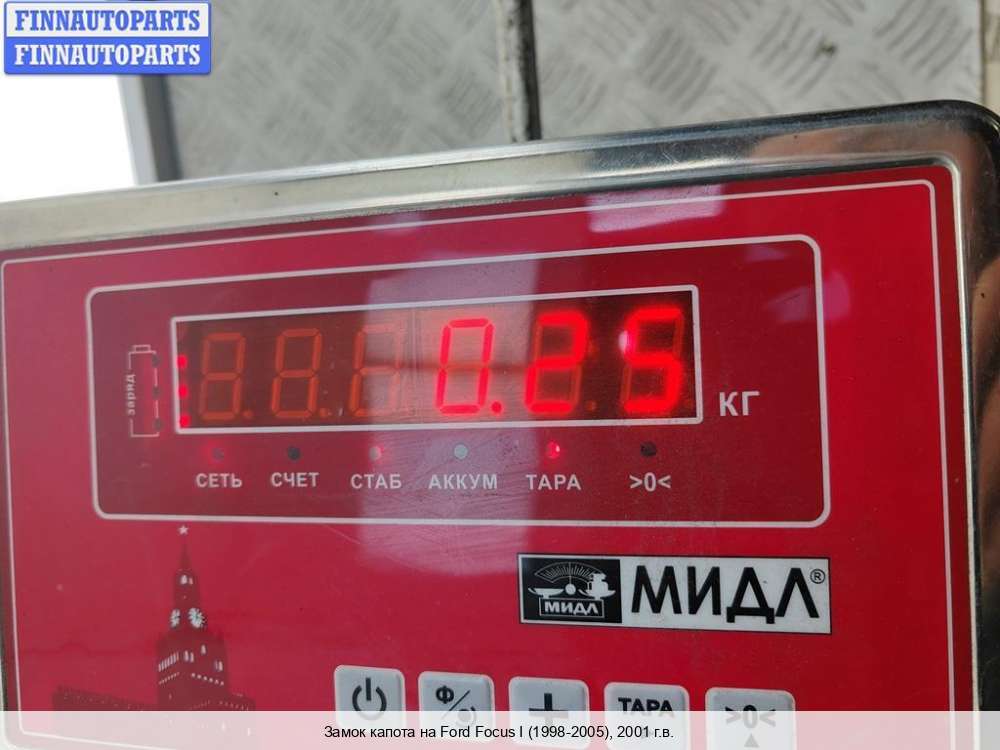 FINNAUTOPARTS
FINNAUTOPARTS
0.25
заряд
КГ
СЕТЬ СЧЕТ СТАБ АККУМ ТАРА >0<
МИДЛ МИДЛ®
Ф ТАРА >0<
Замок капота на Ford Focus I (1998-2005), 2001 г.в.